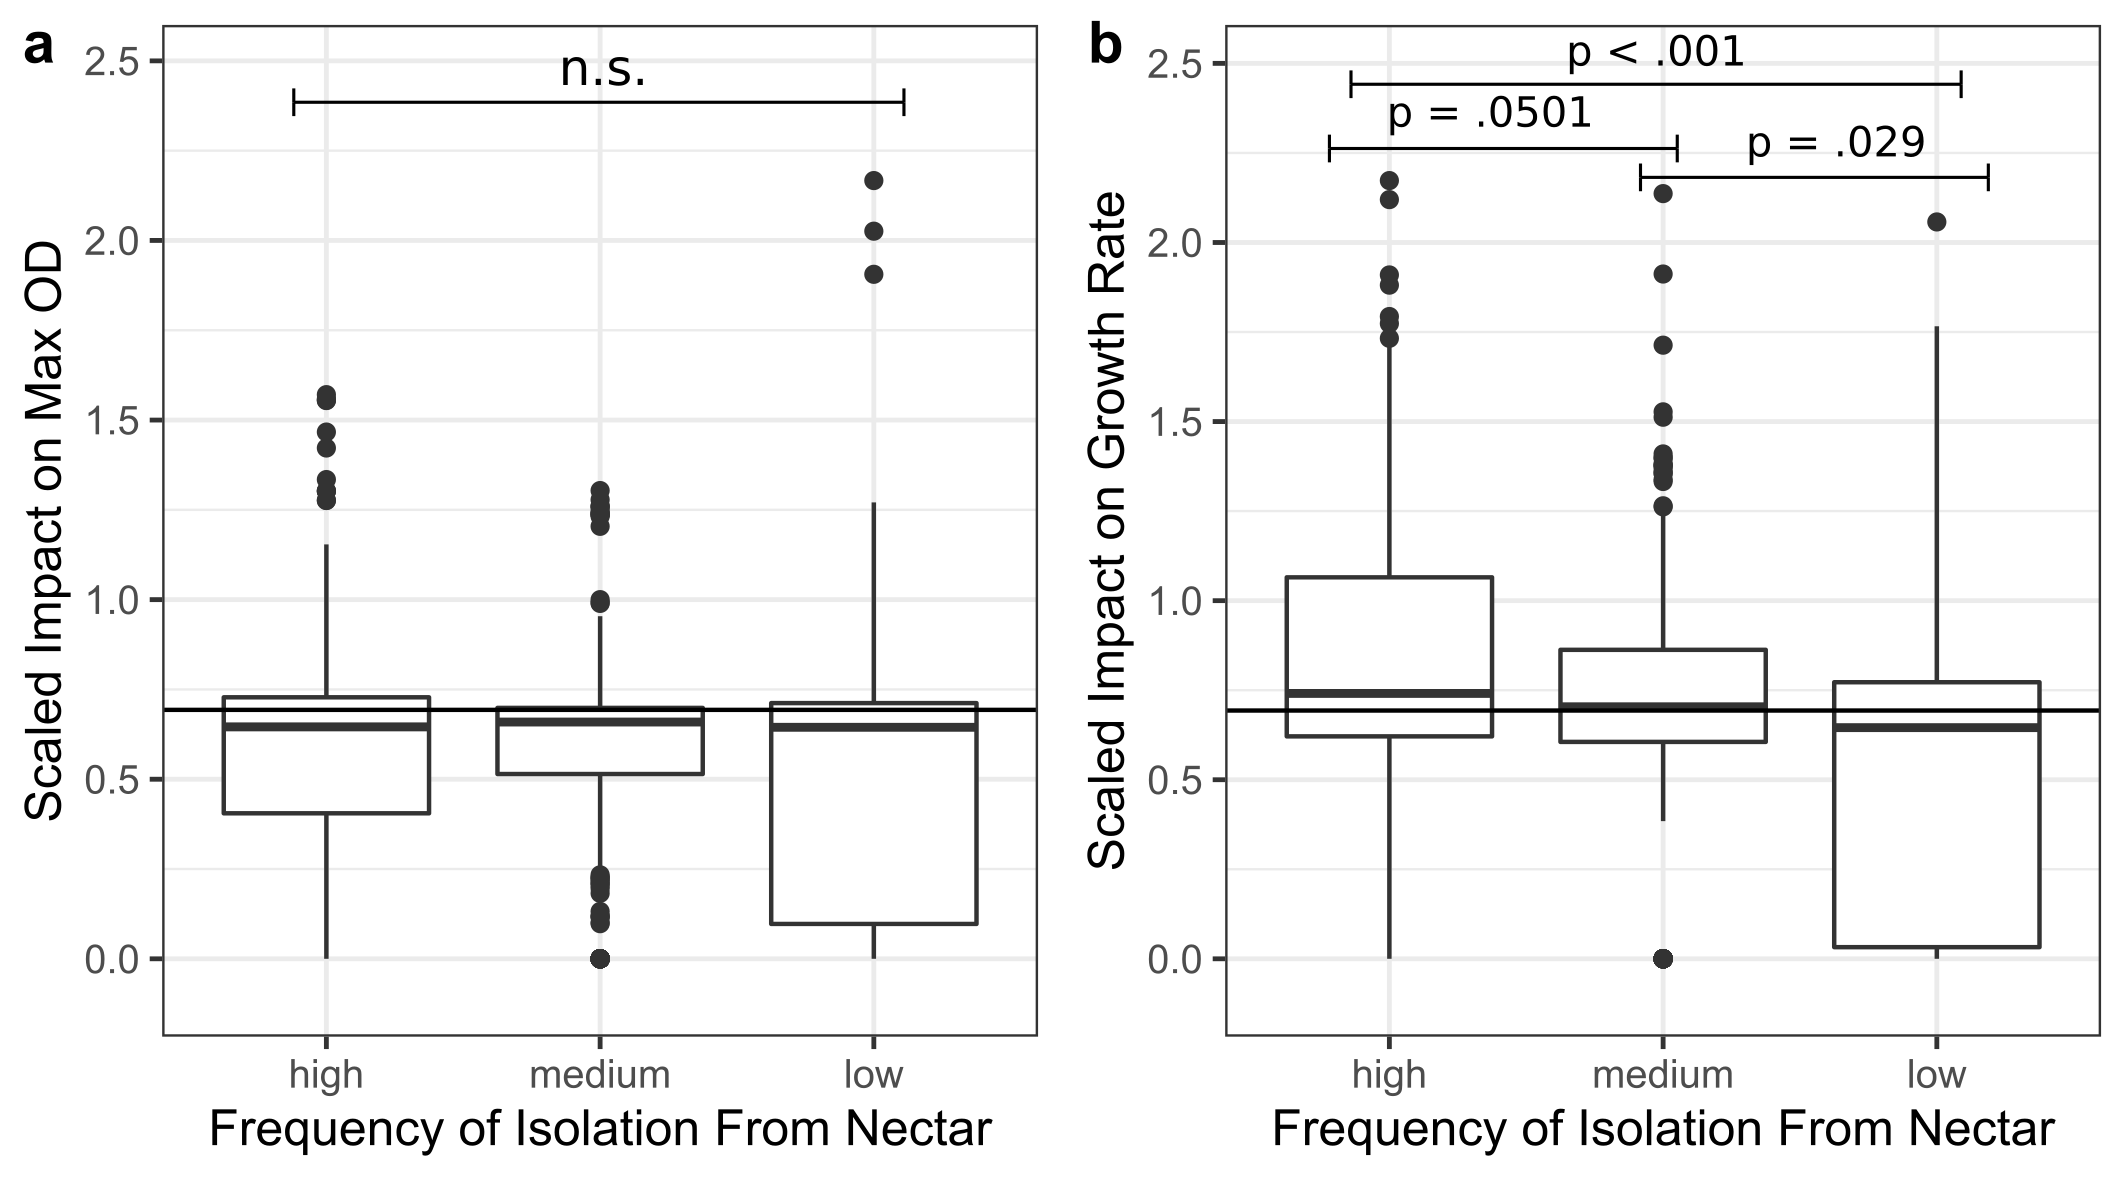 a
Scaled Impact on Max OD
2.5
2.0
1.5
1.0
0.5
0.0
n.s.
high medium low
Frequency of Isolation From Nectar
b
Scaled Impact on Growth Rate
2.5
2.0
1.5
1.0
0.5
0.0
p < .001
p = .0501
p = .029
high medium low
Frequency of Isolation From Nectar